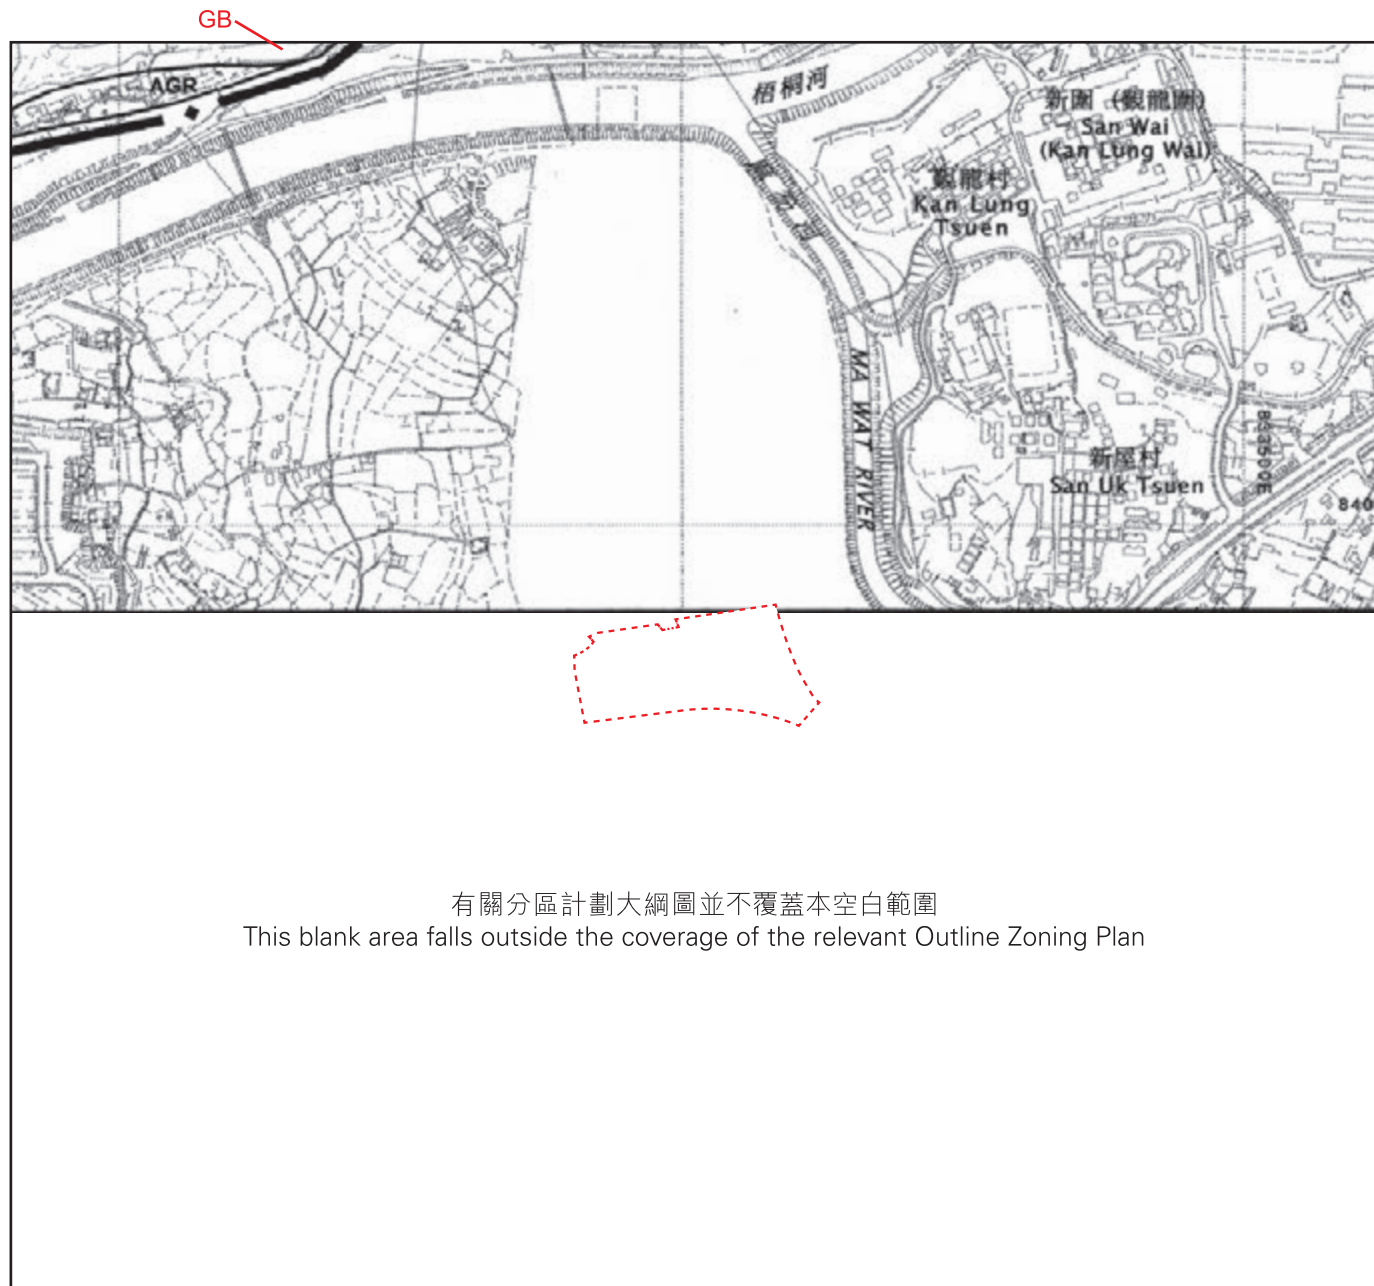 GB
AGR
梧桐河
新圍 (覲龍圍)
San Wai
(Kan Lung Wai)
覲龍村
Kan Lung
Tsuen
MA WAT RIVER
新屋村
San Uk Tsuen
840
有關分區計劃大綱圖並不覆蓋本空白範圍
This blank area falls outside the coverage of the relevant Outline Zoning Plan